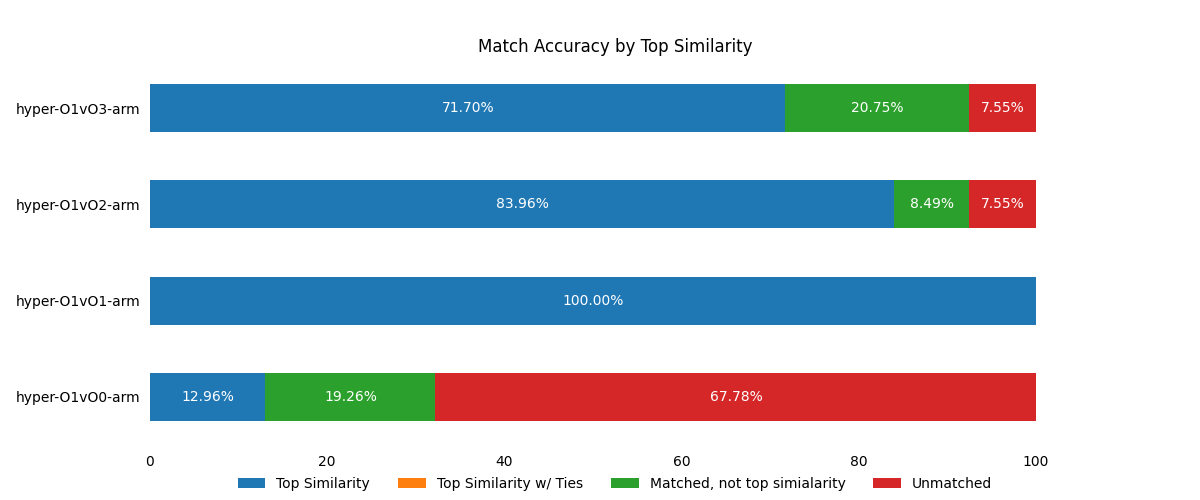 Match Accuracy by Top Similarity
hyper-O1vO3-arm 71.70% 20.75% 7.55%
hyper-O1vO2-arm 83.96% 8.49% 7.55%
hyper-O1vO1-arm 100.00%
hyper-O1vO0-arm 12.96% 19.26% 67.78%
0 20 40 60 80 100
Top Similarity Top Similarity w/ Ties Matched, not top simialarity Unmatched